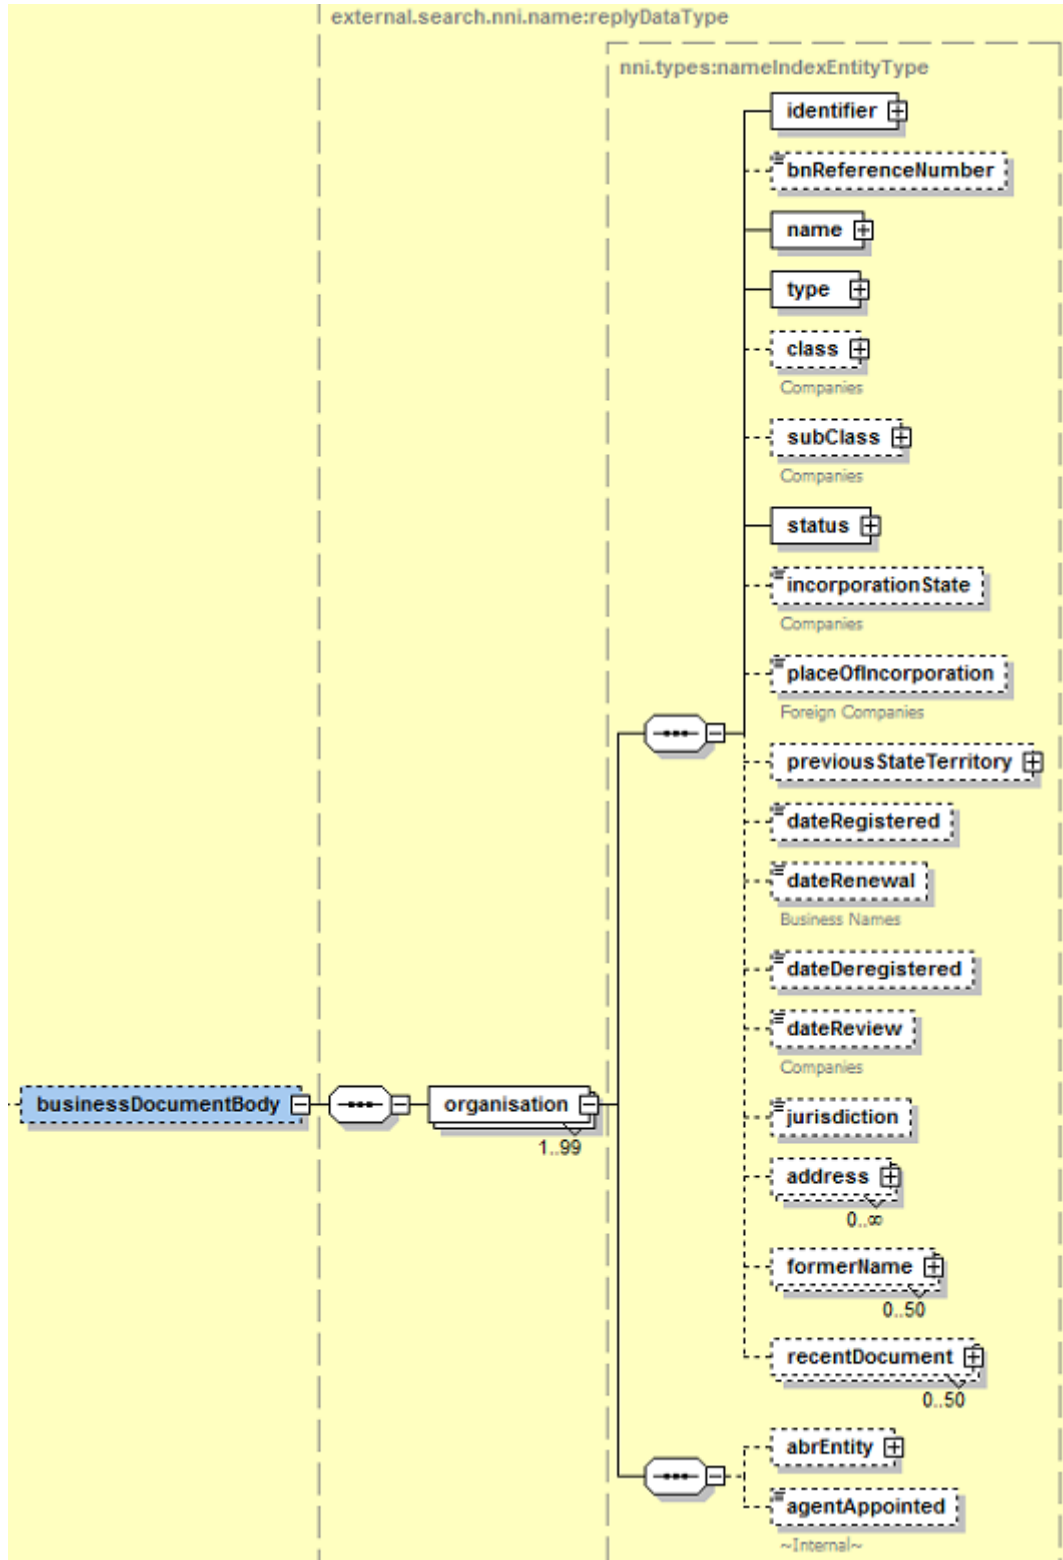 external.search.nni.name:replyDataType
nni.types:nameIndexEntityType
identifier
bnReferenceNumber
name
type
class
Companies
subClass
Companies
status
incorporationState
Companies
placeOfIncorporation
Foreign Companies
previousStateTerritory
dateRegistered
dateRenewal
Business Names
dateDeregistered
dateReview
Companies
businessDocumentBody
organisation
1..99
jurisdiction
address
0..∞
formerName
0..50
recentDocument
0..50
abrEntity
agentAppointed
~Internal~